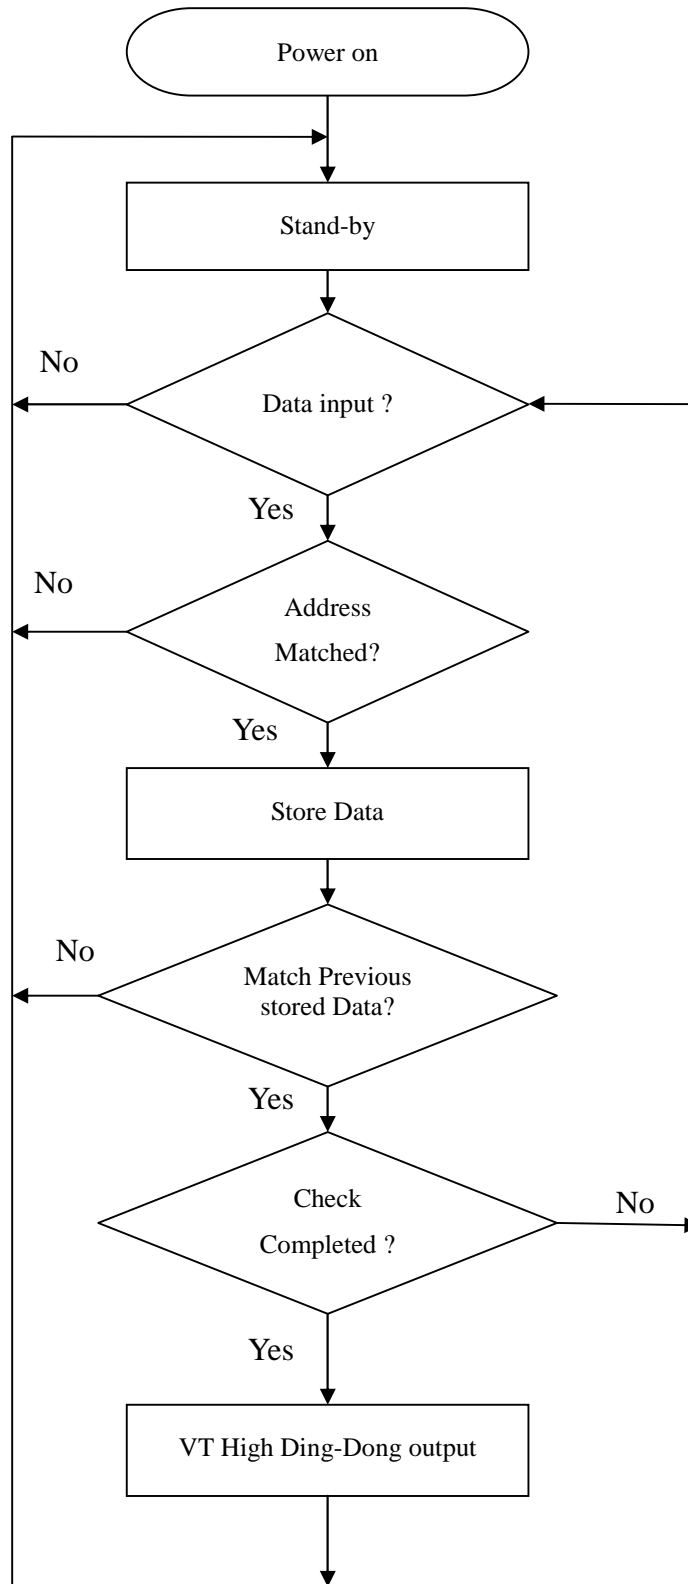 Power on
Stand-by
No
Data input ?
Yes
No
Address
Matched?
Yes
Store Data
No
Match Previous
stored Data?
Yes
Check
Completed ?
No
Yes
VT High Ding-Dong output